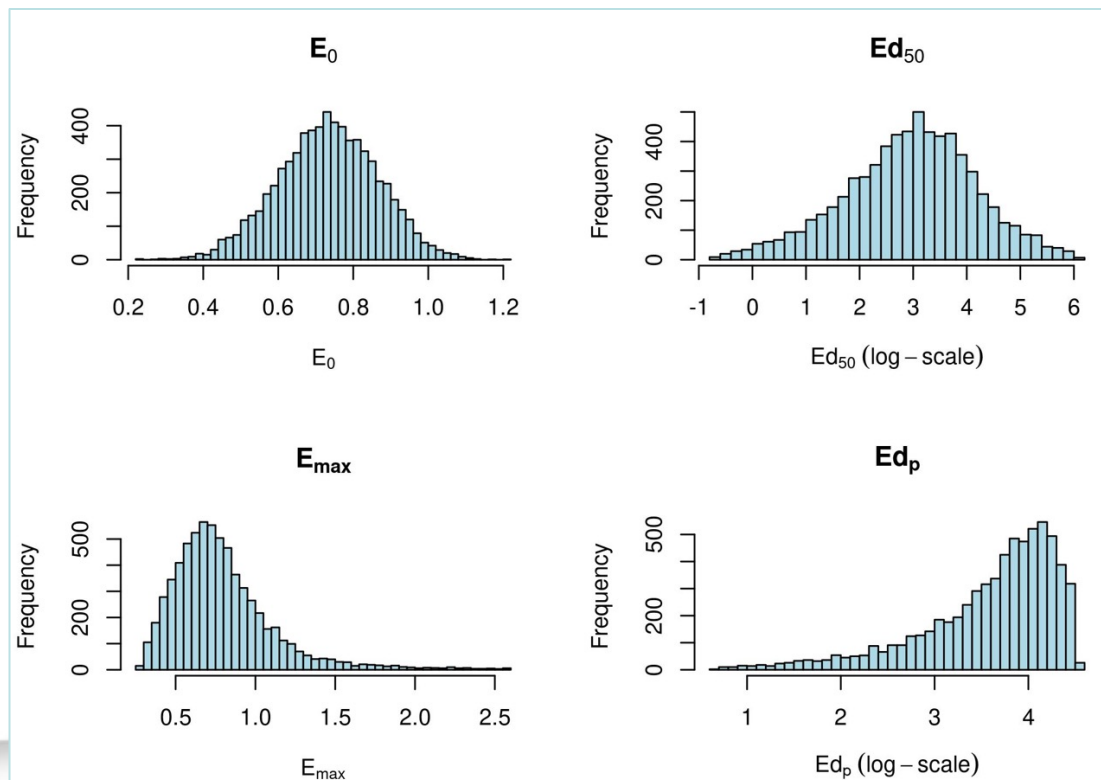 E₀
Frequency
0 200 400
0.2 0.4 0.6 0.8 1.0 1.2
E₀
Ed₅₀
Frequency
0 200 400
-1 0 1 2 3 4 5 6
Ed₅₀ (log – scale)
Eₘₐₓ
Frequency
0 200 500
0.5 1.0 1.5 2.0 2.5
Eₘₐₓ
Edₚ
Frequency
0 200 500
1 2 3 4
Edₚ (log – scale)